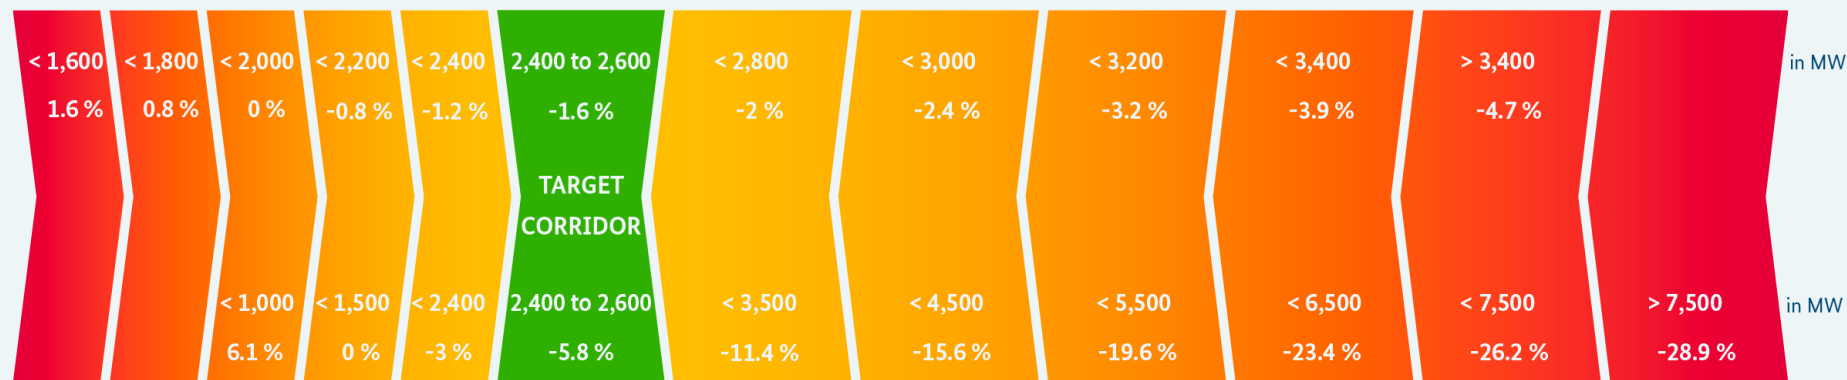 < 1,600 < 1,800 < 2,000 < 2,200 < 2,400 2,400 to 2,600 < 2,800 < 3,000 < 3,200 < 3,400 > 3,400 in MW
1.6 % 0.8 % 0 % -0.8 % -1.2 % -1.6 % -2 % -2.4 % -3.2 % -3.9 % -4.7 %
TARGET
CORRIDOR
< 1,000 < 1,500 < 2,400 2,400 to 2,600 < 3,500 < 4,500 < 5,500 < 6,500 < 7,500 > 7,500 in MW
6.1 % 0 % -3 % -5.8 % -11.4 % -15.6 % -19.6 % -23.4 % -26.2 % -28.9 %